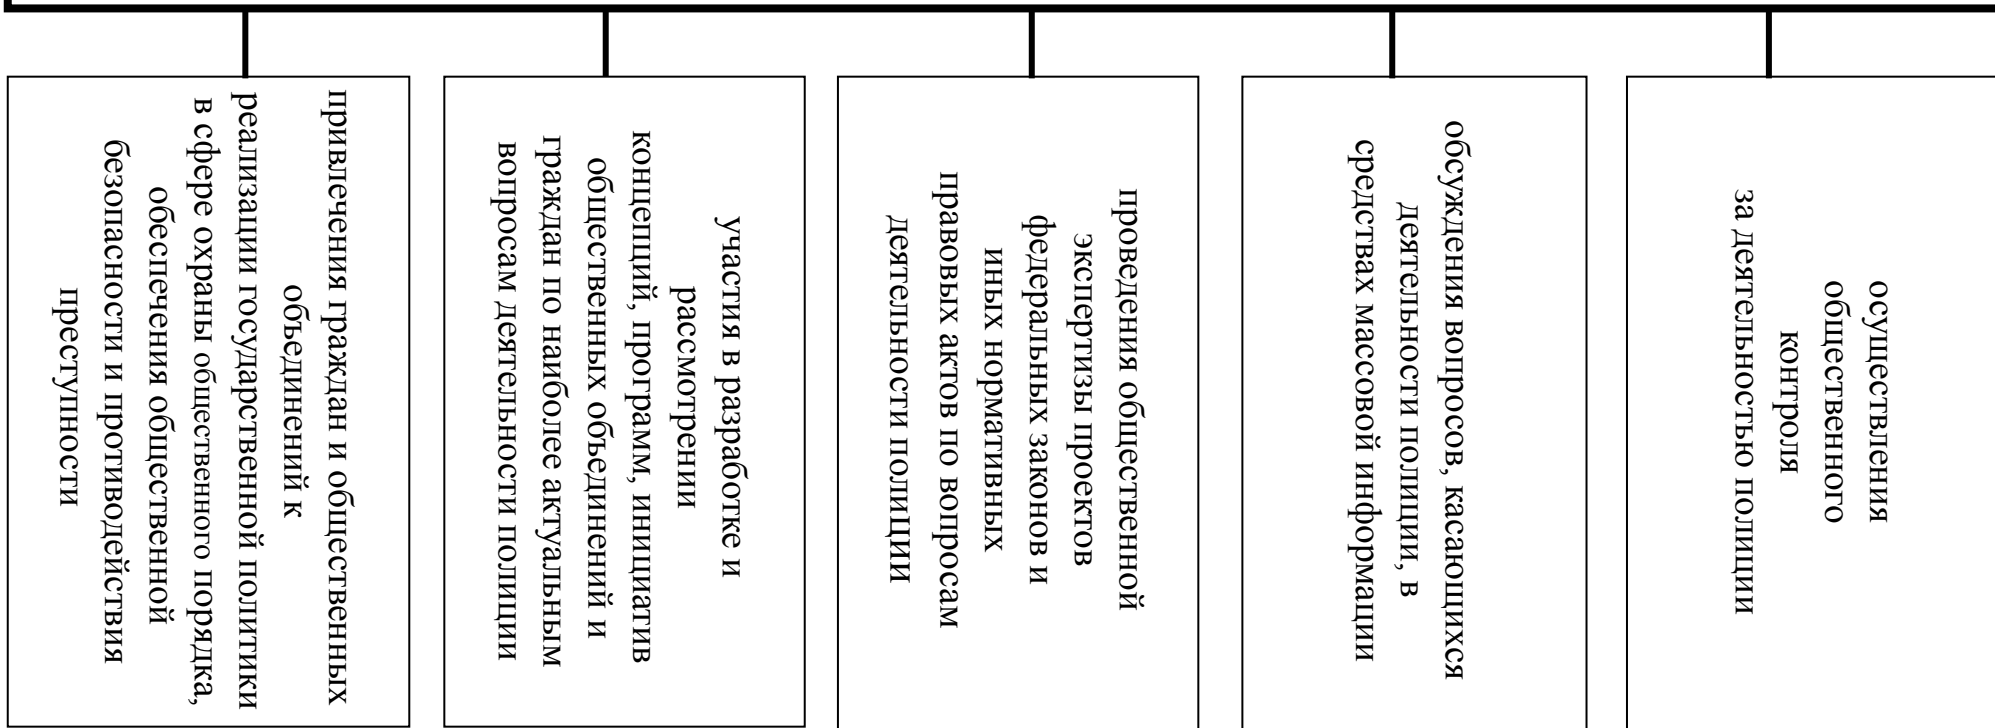 привлечения граждан и общественных
объединений к
реализации государственной политики
в сфере охраны общественного порядка,
обеспечения общественной
безопасности и противодействия
преступности
участия в разработке и
рассмотрении
концепций, программ, инициатив
общественных объединений и
граждан по наиболее актуальным
вопросам деятельности полиции
проведения общественной
экспертизы проектов
федеральных законов и
иных нормативных
правовых актов по вопросам
деятельности полиции
обсуждения вопросов, касающихся
деятельности полиции, в
средствах массовой информации
осуществления
общественного
контроля
за деятельностью полиции